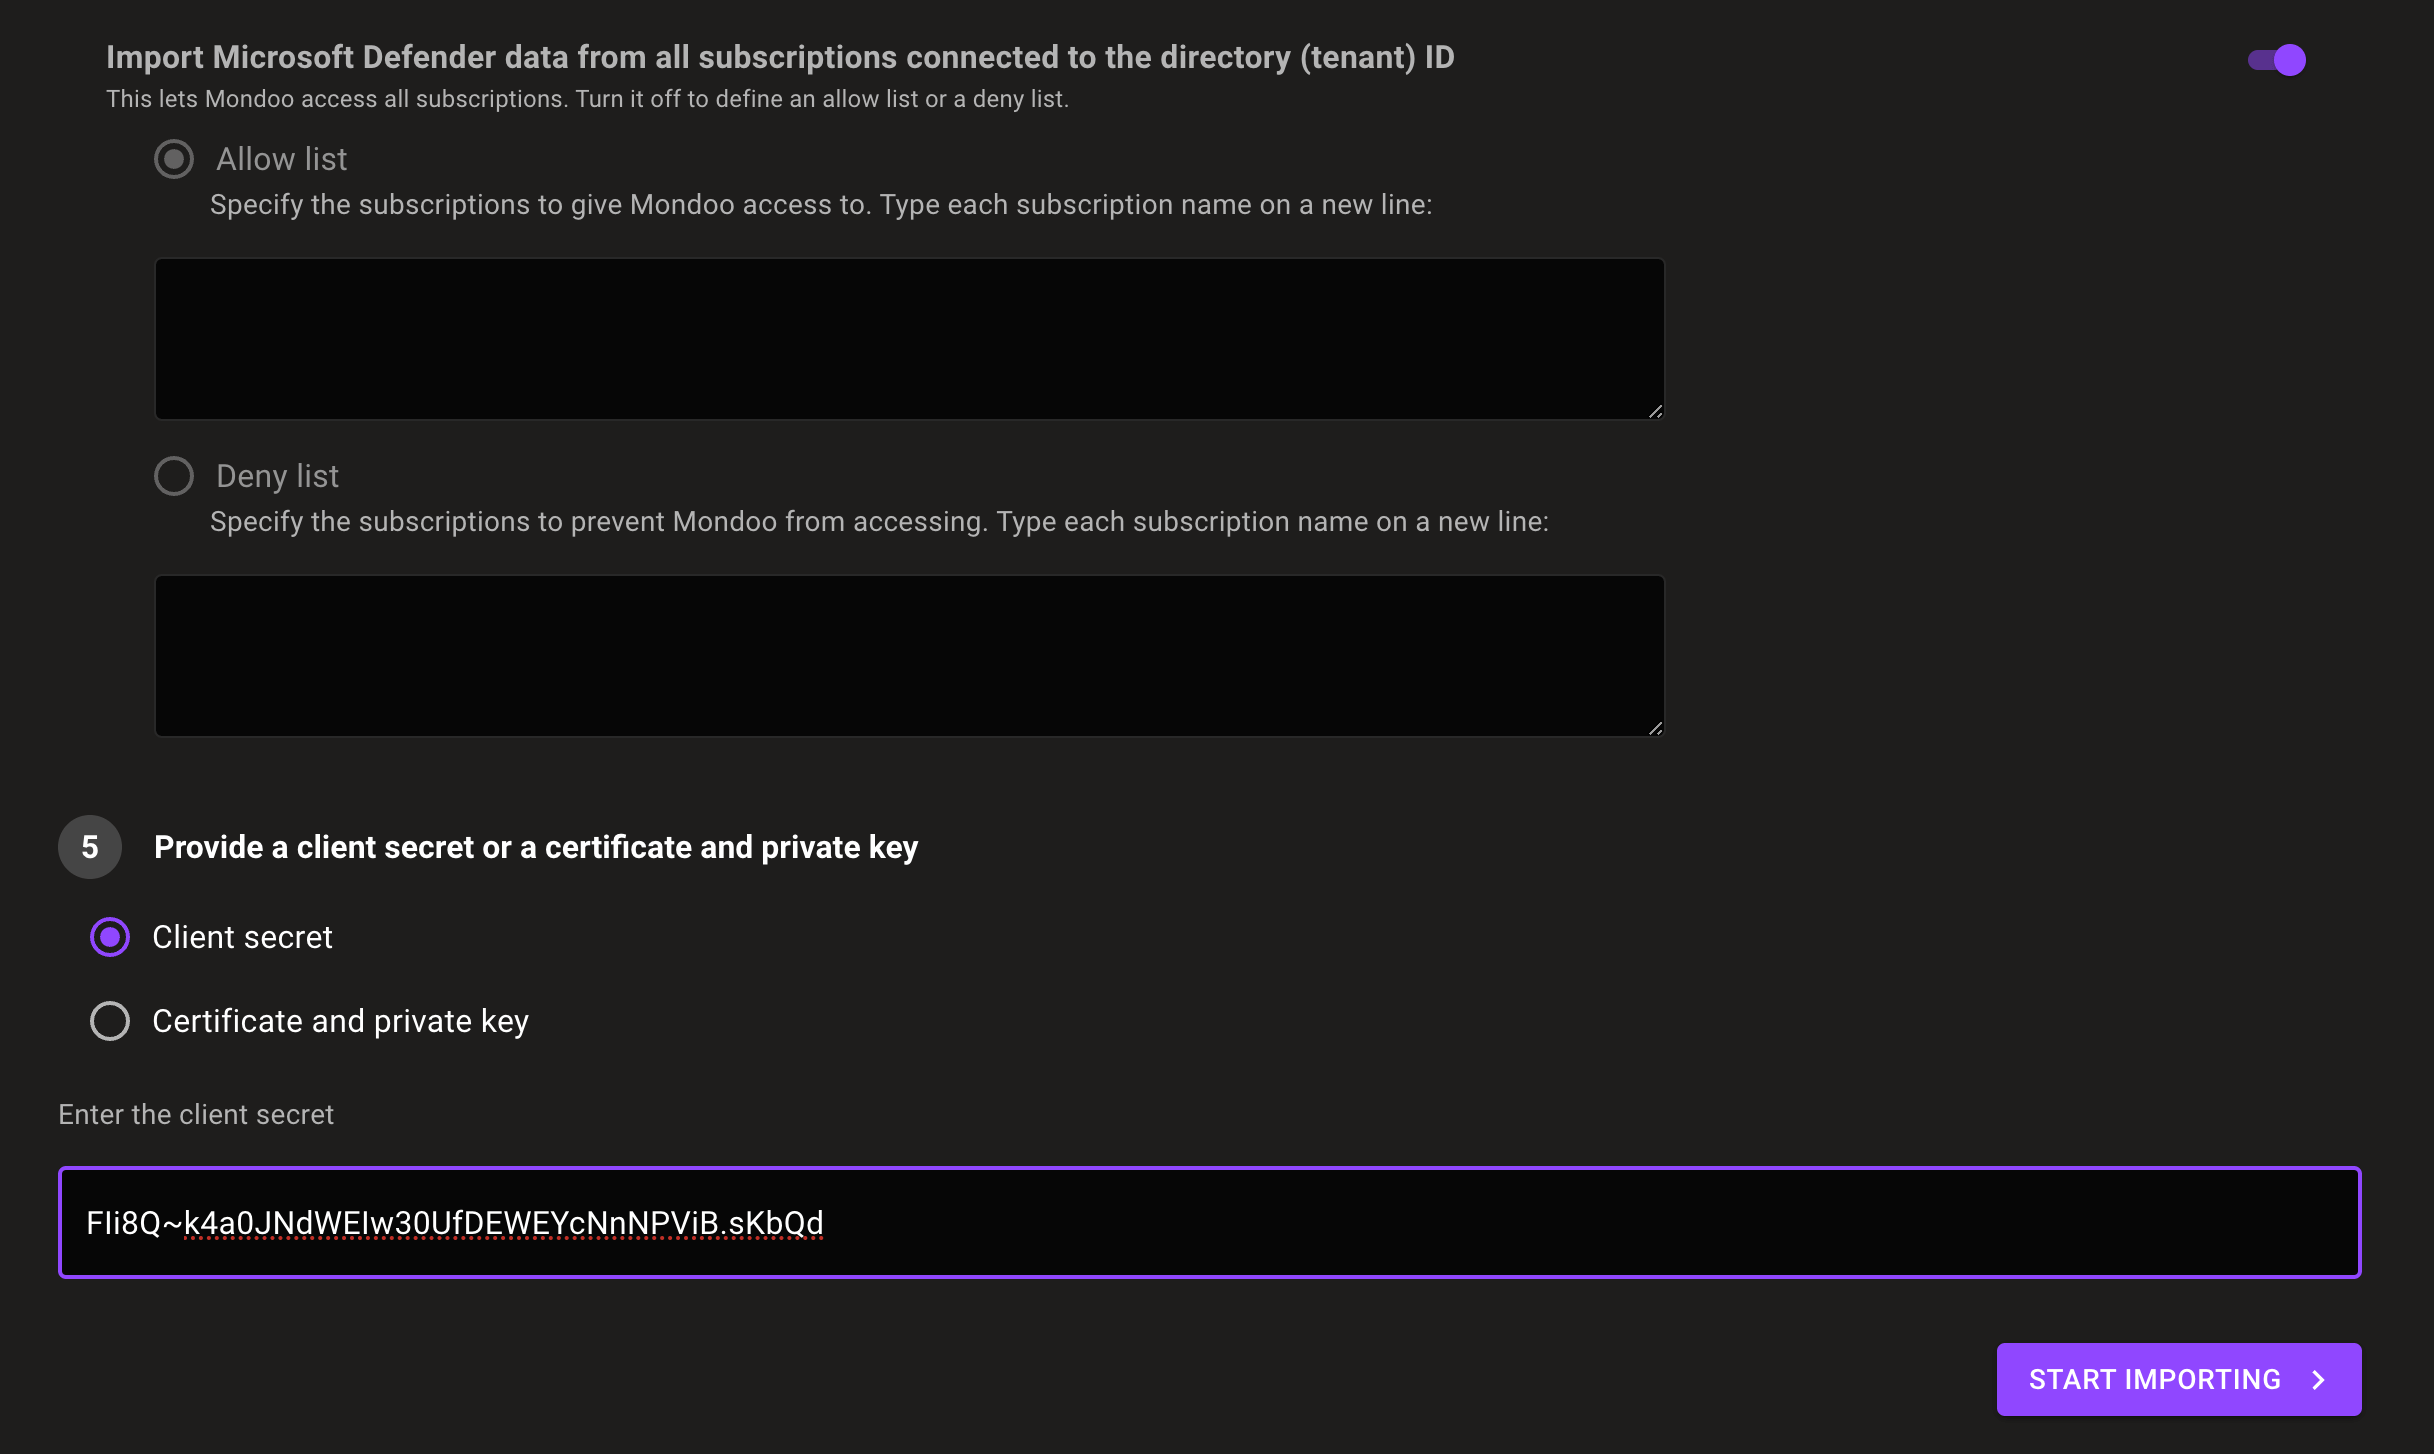 Import Microsoft Defender data from all subscriptions connected to the directory (tenant) ID
This lets Mondoo access all subscriptions. Turn it off to define an allow list or a deny list.
Allow list
Specify the subscriptions to give Mondoo access to. Type each subscription name on a new line:
Deny list
Specify the subscriptions to prevent Mondoo from accessing. Type each subscription name on a new line:
5
Provide a client secret or a certificate and private key
Client secret
Certificate and private key
Enter the client secret
FIi8Q~k4a0JNdWEIw30UfDEWEYcNnNPViB.sKbQd
START IMPORTING